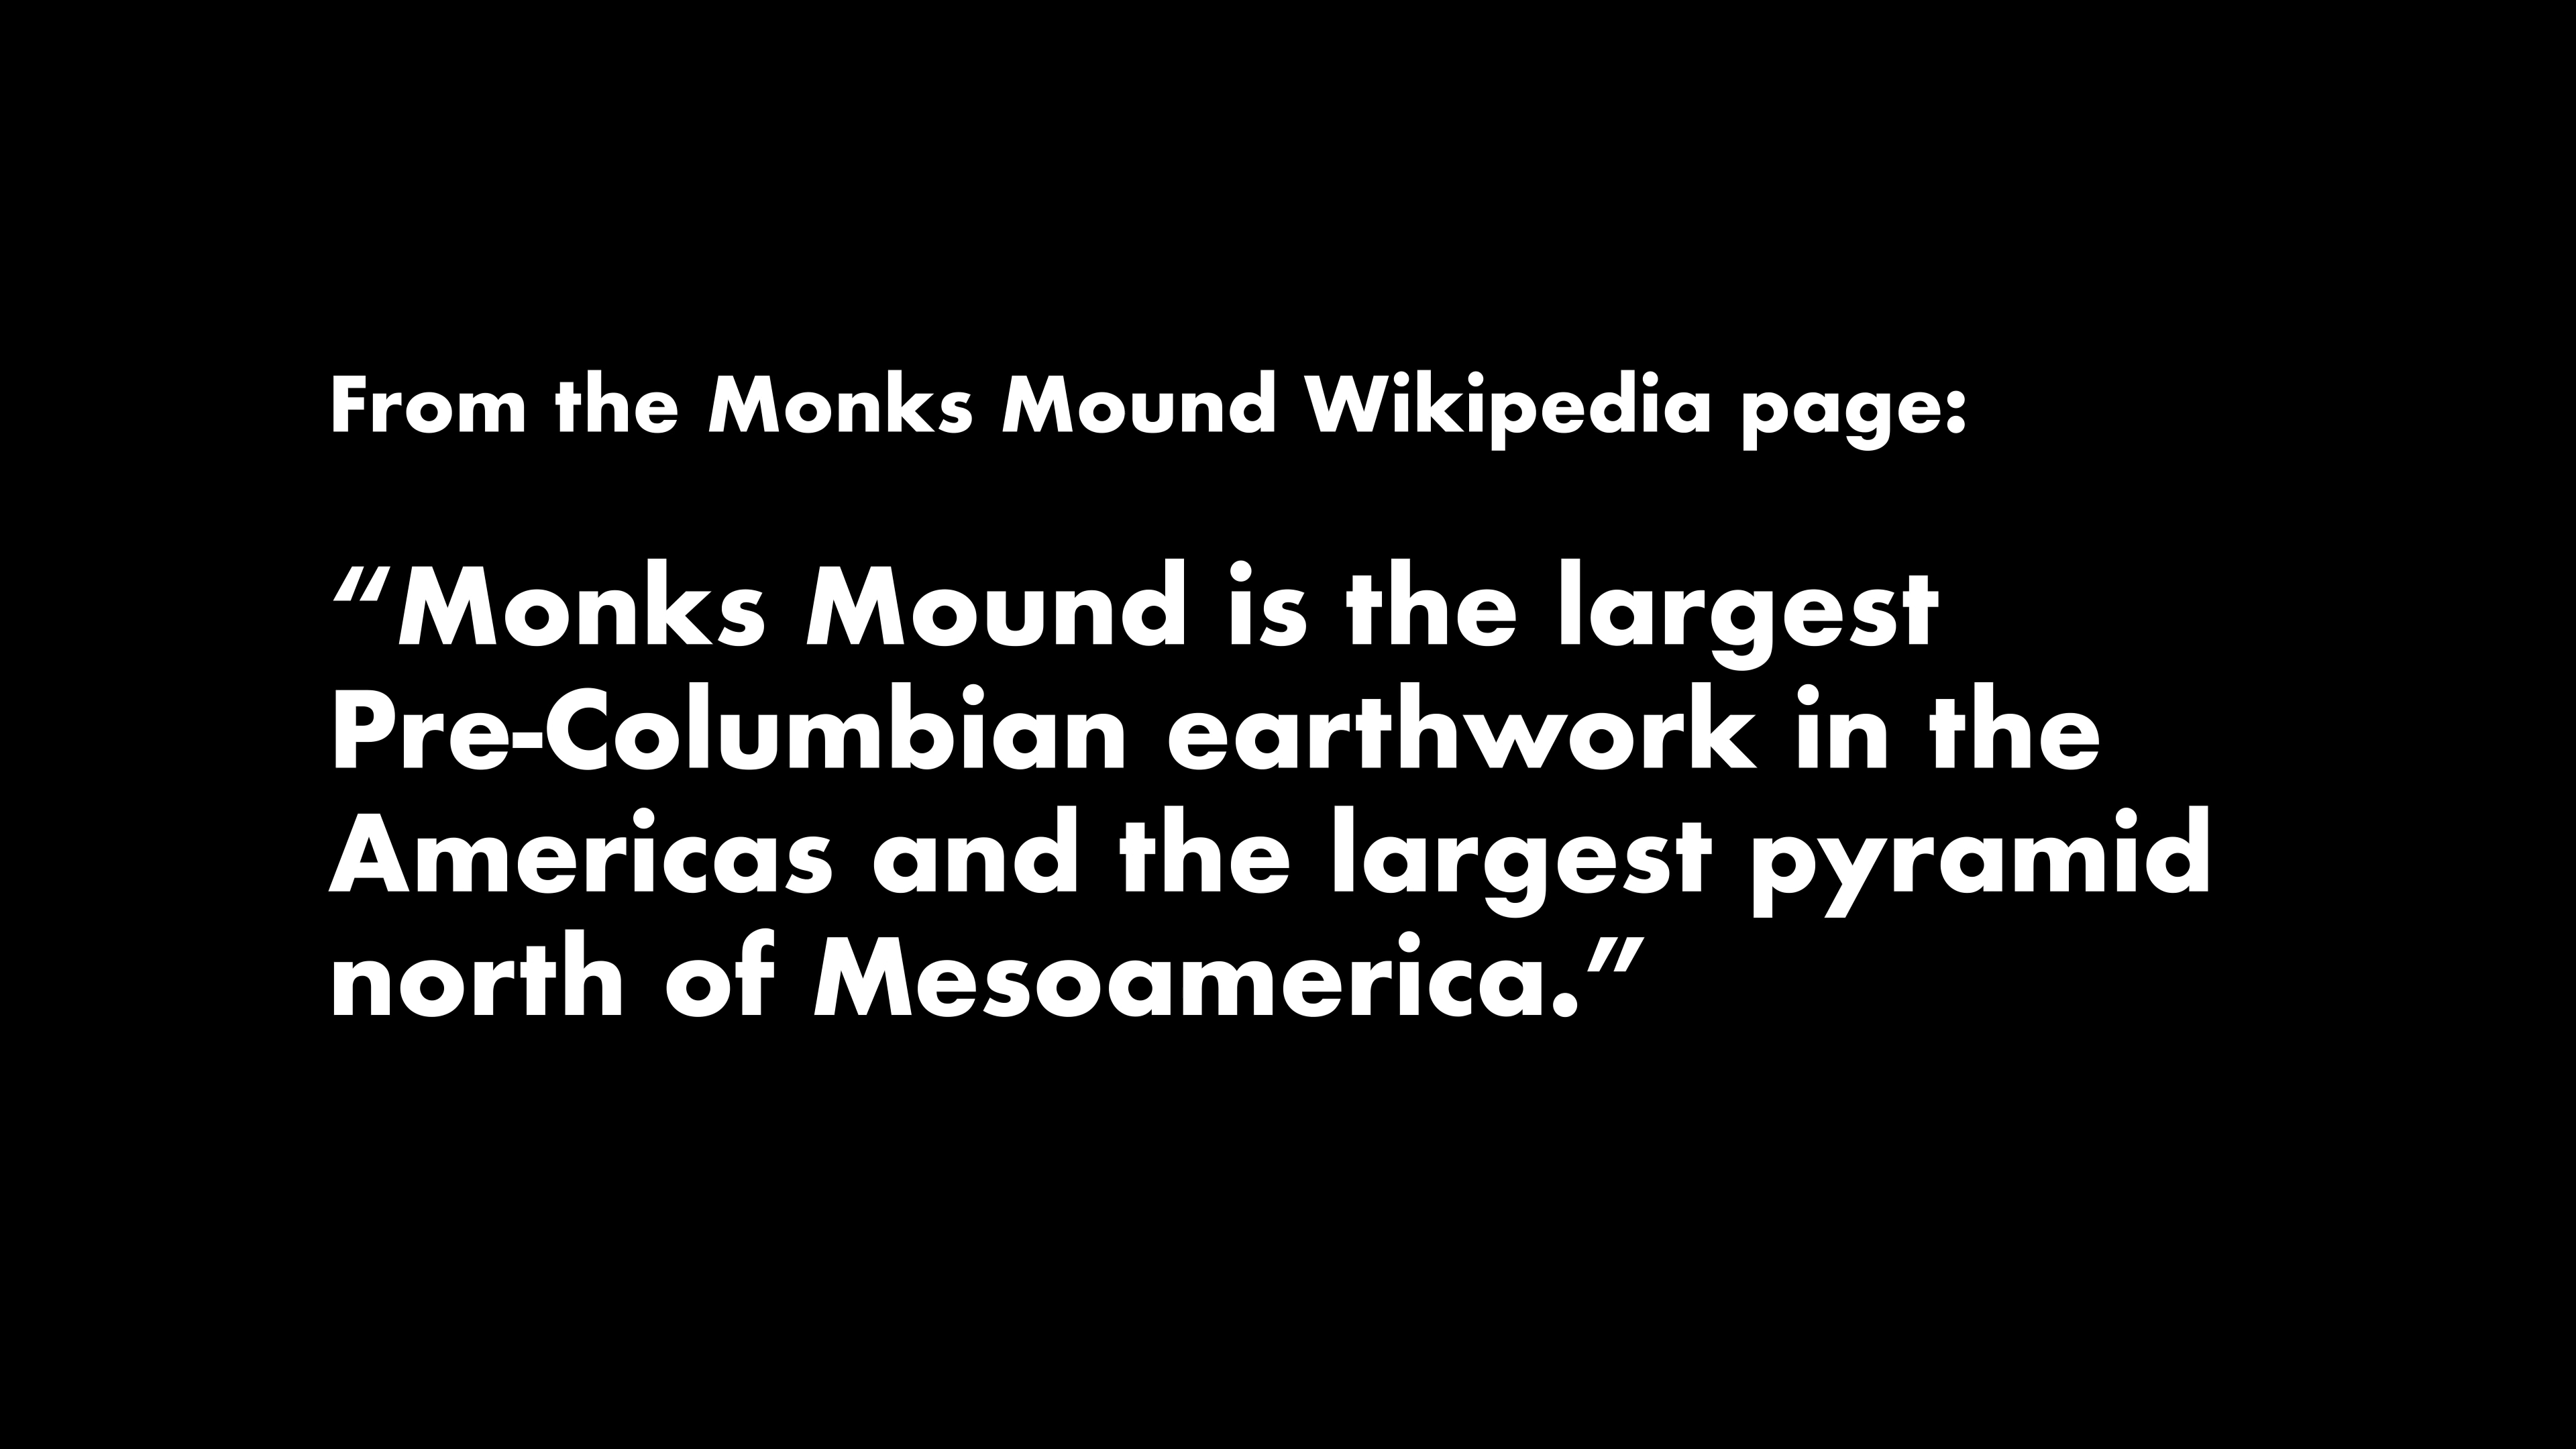 From the Monks Mound Wikipedia page:
“Monks Mound is the largest
Pre-Columbian earthwork in the
Americas and the largest pyramid
north of Mesoamerica.”